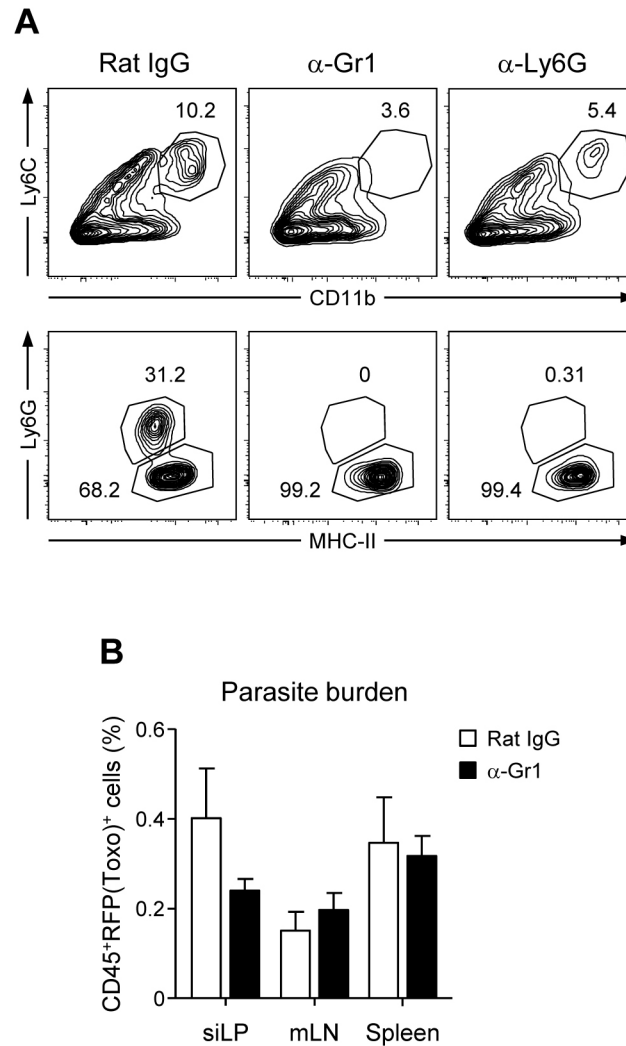 A
Rat IgG
α-Gr1
α-Ly6G
10.2
3.6
5.4
Ly6C
CD11b
31.2
0
0.31
68.2
99.2
99.4
Ly6G
MHC-II
B
Parasite burden
CD45⁺RFP(Toxo)⁺ cells (%)
0.6
0.4
0.2
0
Rat IgG
α-Gr1
siLP
mLN
Spleen